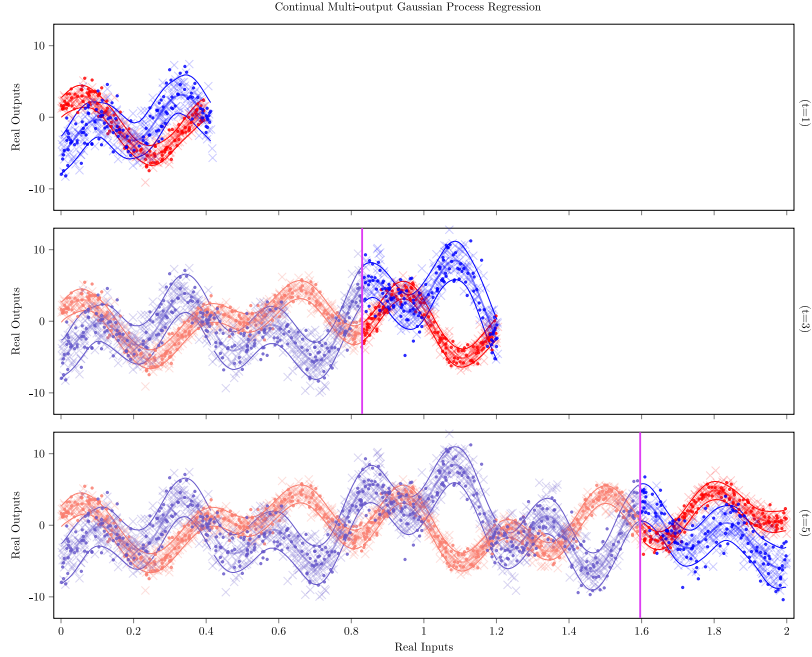 Continual Multi-output Gaussian Process Regression
10
0
-10
Real Outputs
(t=1)
10
0
-10
Real Outputs
(t=3)
10
0
-10
Real Outputs
(t=5)
0 0.2 0.4 0.6 0.8 1 1.2 1.4 1.6 1.8 2
Real Inputs